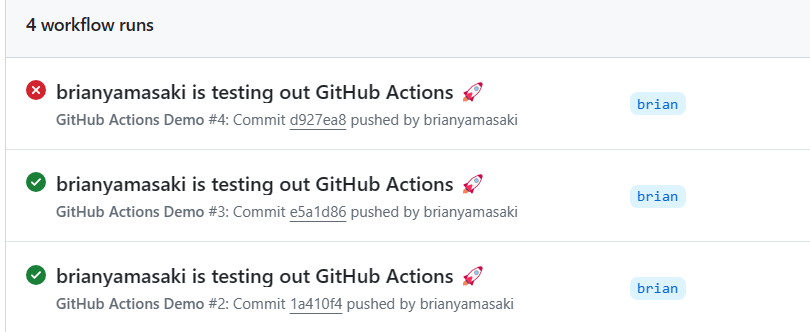 4 workflow runs
brianyamasaki is testing out GitHub Actions 🚀
brian
GitHub Actions Demo #4: Commit d927ea8 pushed by brianyamasaki
brianyamasaki is testing out GitHub Actions 🚀
brian
GitHub Actions Demo #3: Commit e5a1d86 pushed by brianyamasaki
brianyamasaki is testing out GitHub Actions 🚀
brian
GitHub Actions Demo #2: Commit 1a410f4 pushed by brianyamasaki